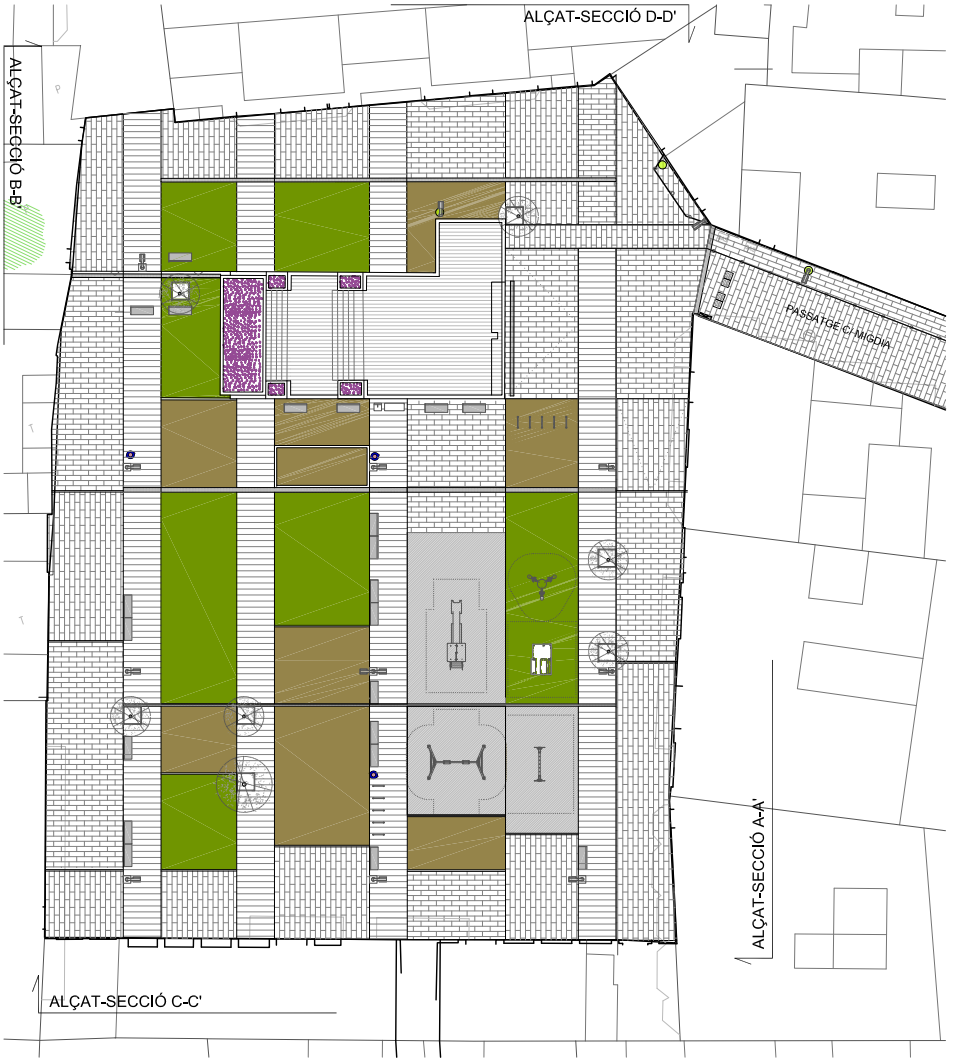 ALÇAT-SECCIÓ D-D'
ALÇAT-SECCIÓ B-B'
P
PASSATGE C/ MIGDIA
T
T
ALÇAT-SECCIÓ A-A'
ALÇAT-SECCIÓ C-C'